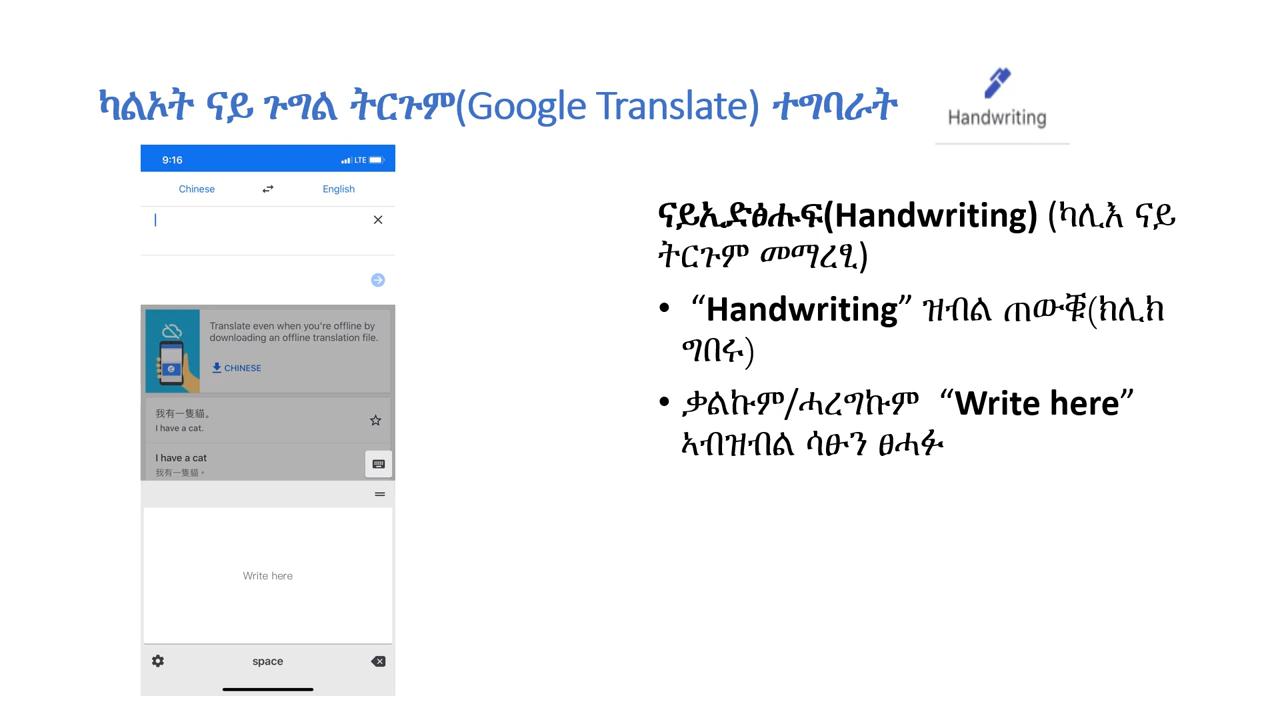 ካልኦት ናይ ጉግል ትርጉም(Google Translate) ተግባራት
Handwriting
9:16
LTE
Chinese
English
Translate even when you're offline by
downloading an offline translation file.
CHINESE
我有一隻貓。
I have a cat.
I have a cat
我有一隻貓。
Write here
space
ናይኢድፅሑፍ(Handwriting) (ካሊእ ናይ
ትርጉም መማረፂ)
• “Handwriting” ዝብል ጠውቑ(ክሊክ
ግበሩ)
• ቃልኩም/ሓረግኩም “Write here”
ኣብዝብል ሳፁን ፀሓፉ